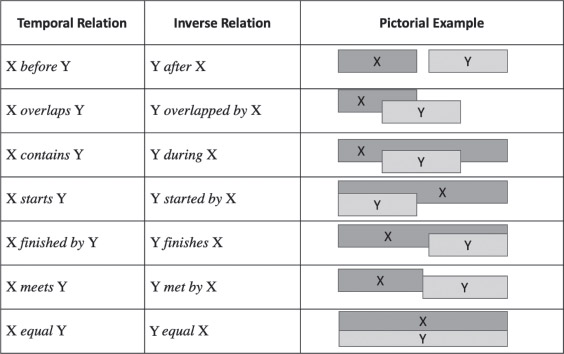 Temporal Relation Inverse Relation Pictorial Example
X before Y Y after X X Y
X overlaps Y Y overlapped by X X Y
X contains Y Y during X X Y
X starts Y Y started by X X Y
X finished by Y Y finishes X X Y
X meets Y Y met by X X Y
X equal Y Y equal X X Y